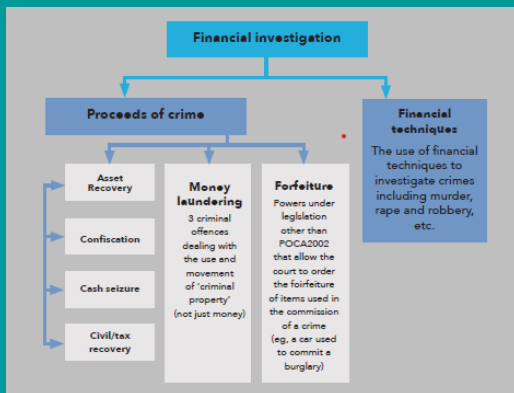 Financial investigation
Proceeds of crime
Financial
techniques
The use of financial
techniques to
investigate crimes
including murder,
rape and robbery,
etc.
Asset
Recovery
Confiscation
Cash seizure
Civil/tax
recovery
Money
laundering
3 criminal
offences
dealing with
the use and
movement
of ‘criminal
property’
(not just money)
Forfeiture
Powers under
legislation
other than
POCA2002
that allow the
court to order
the foirfeiture
of items used in
the commission
of a crime
(eg, a car used
to commit a
burglary)